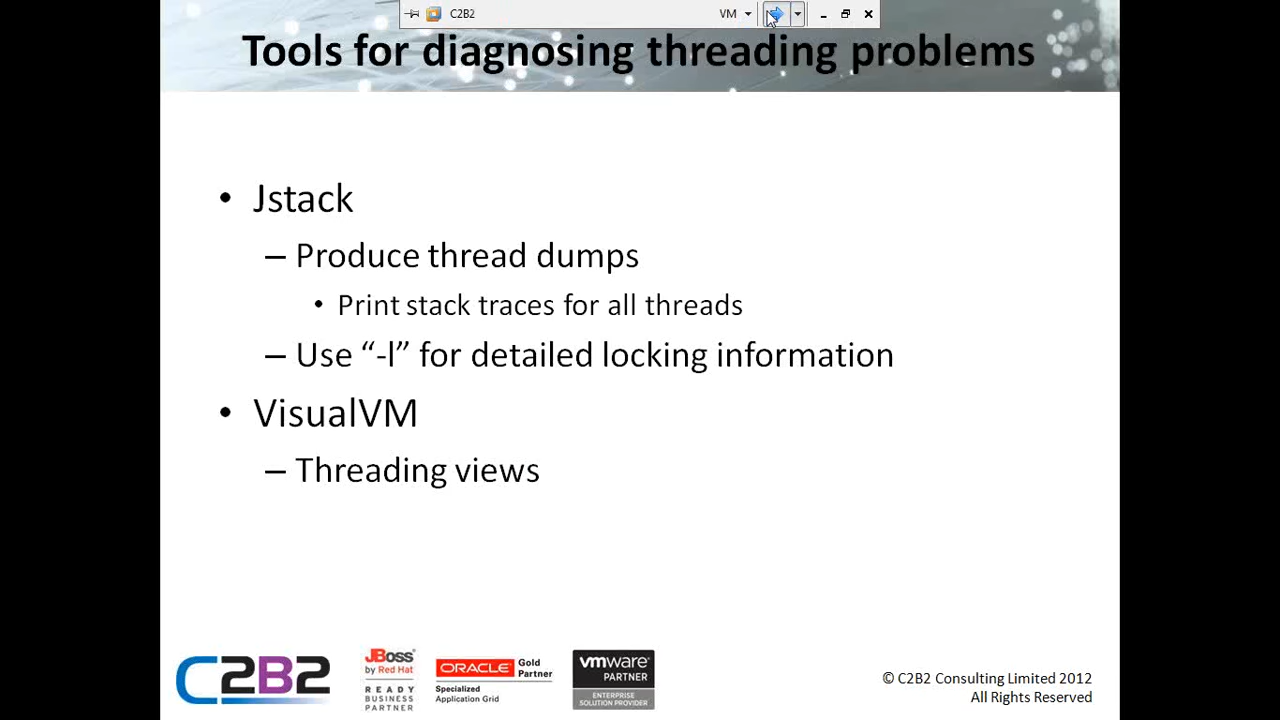 C2B2
VM
Tools for diagnosing threading problems
• Jstack
– Produce thread dumps
• Print stack traces for all threads
– Use “-l” for detailed locking information
• VisualVM
– Threading views
C2B2
JBoss
by Red Hat
READY
BUSINESS
PARTNER
ORACLE Gold
Partner
Specialized
Application Grid
vmware
PARTNER
ENTERPRISE
SOLUTION PROVIDER
© C2B2 Consulting Limited 2012
All Rights Reserved